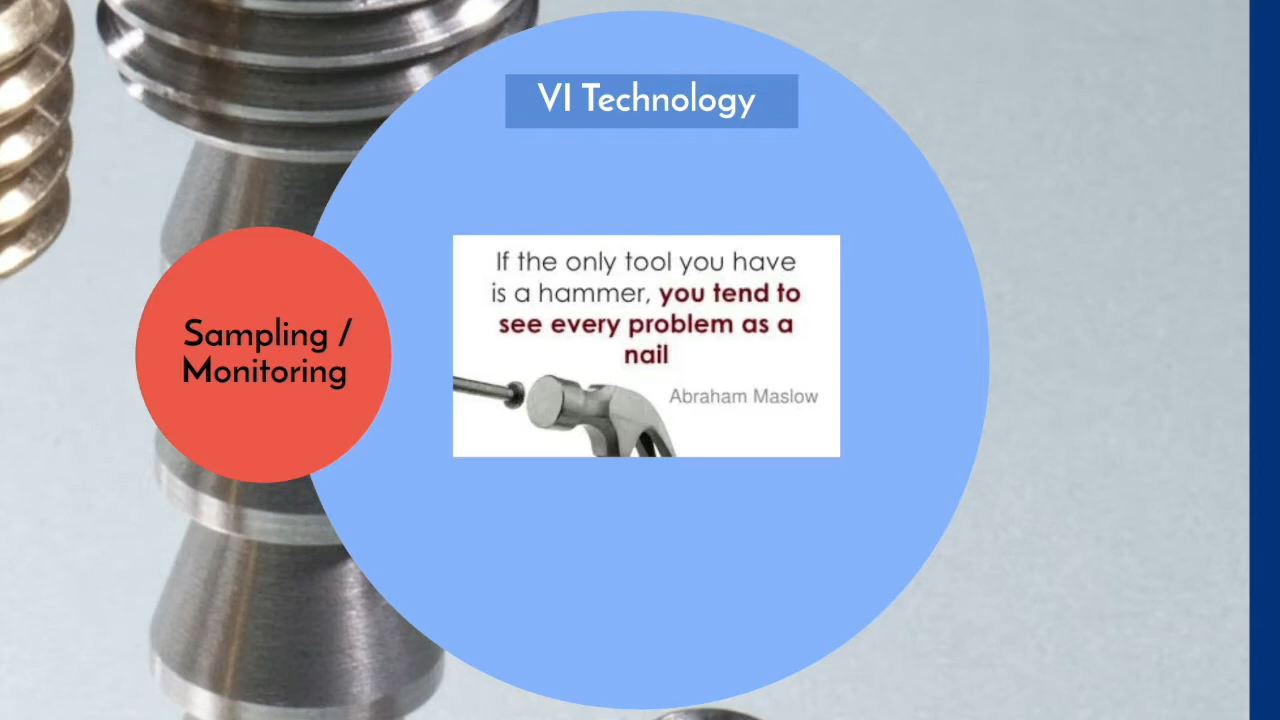 VI Technology
Sampling /
Monitoring
If the only tool you have
is a hammer, you tend to
see every problem as a
nail
Abraham Maslow